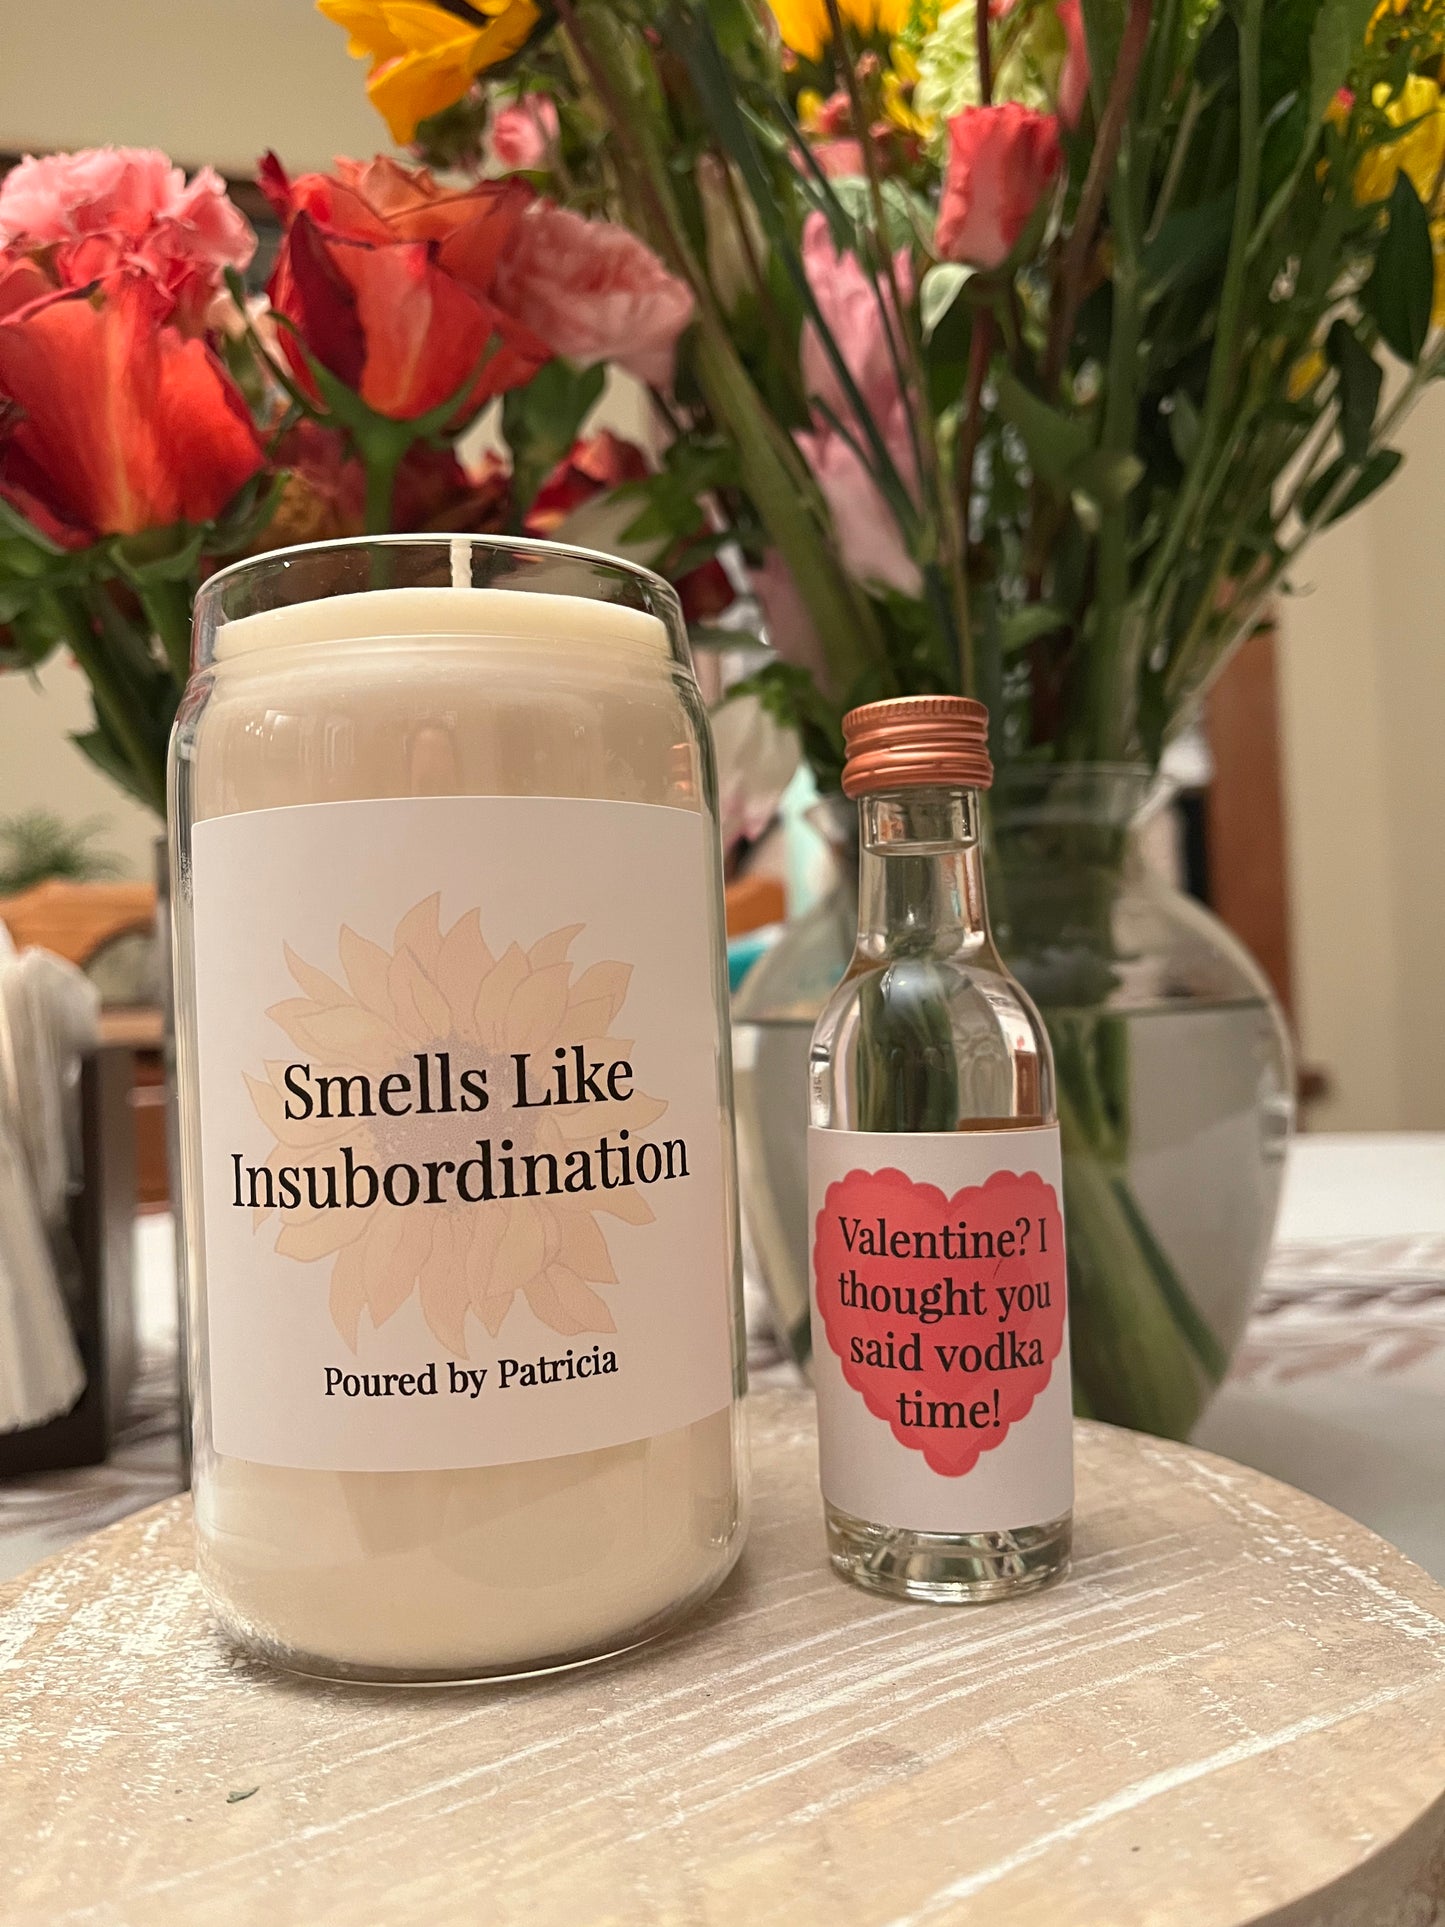 Smells Like
Insubordination
Poured by Patricia
Valentine? I
thought you
said vodka
time!